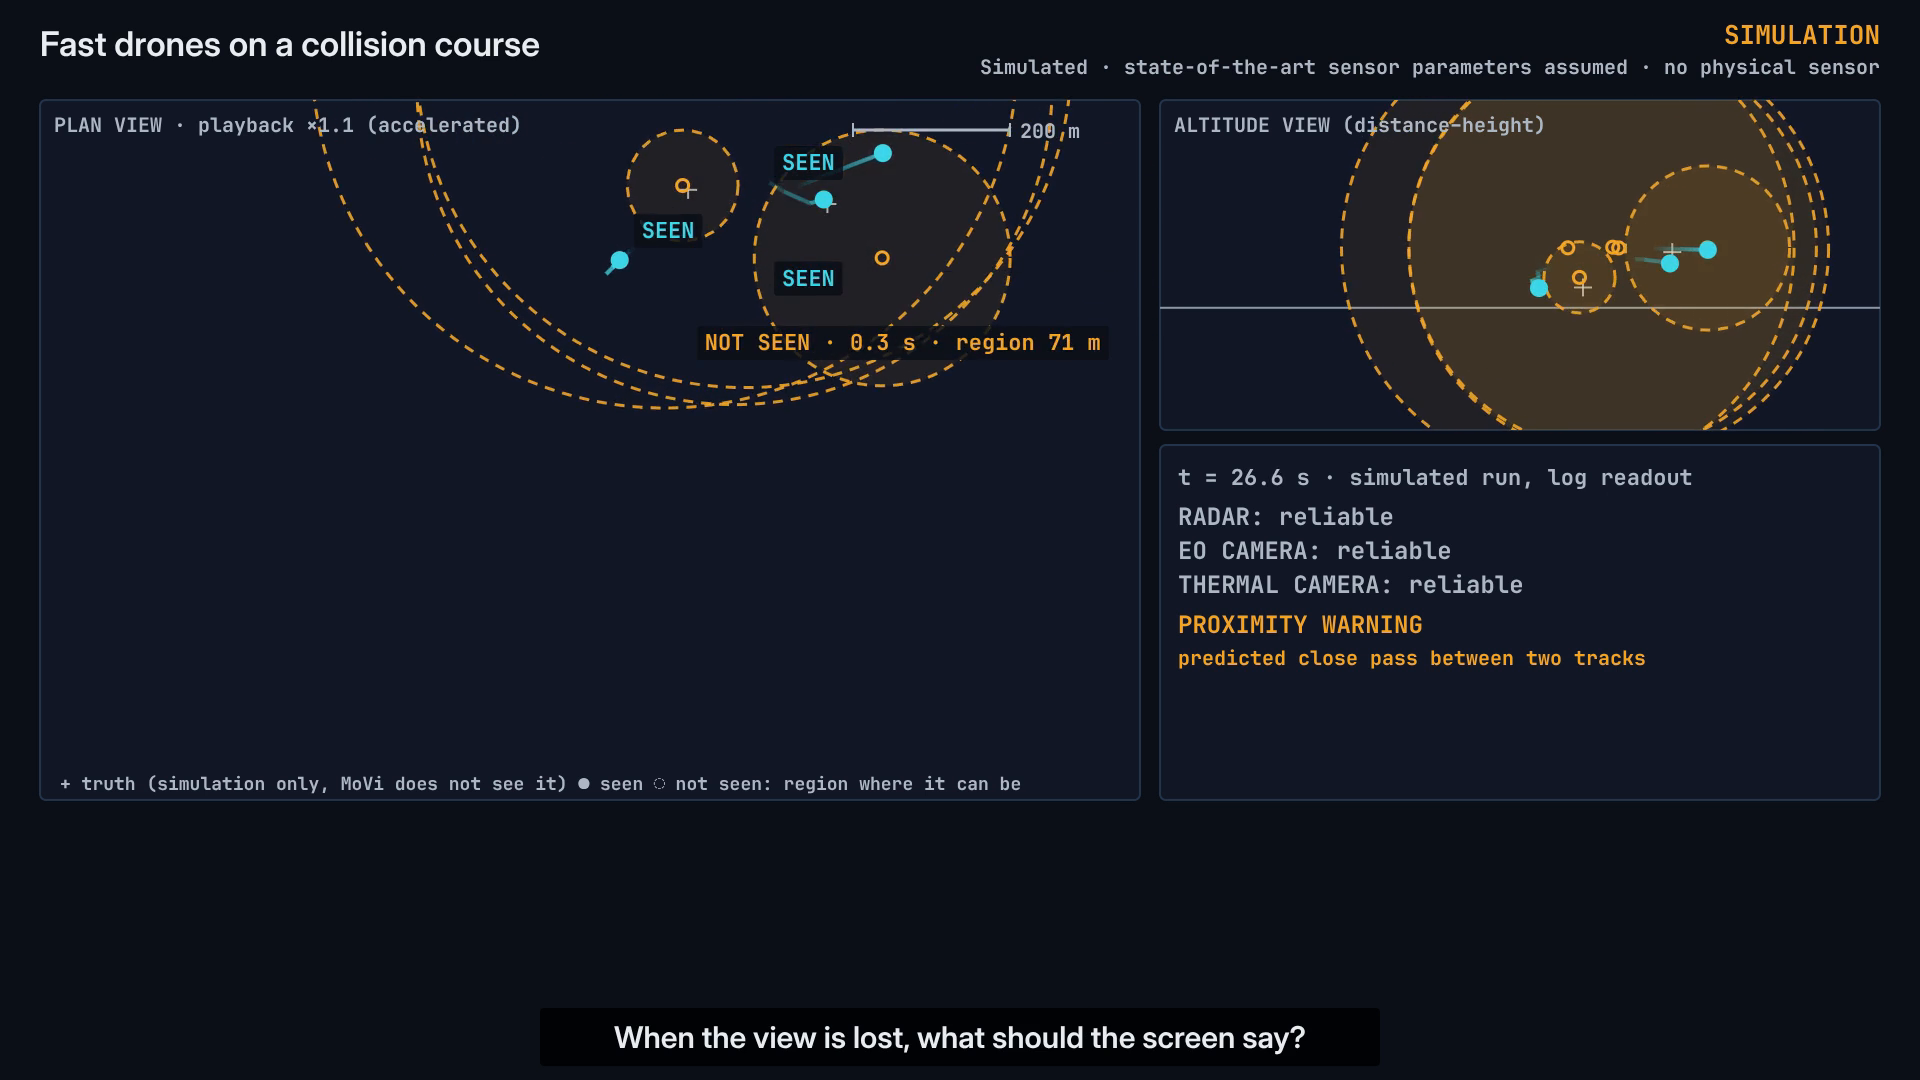 Fast drones on a collision course
SIMULATION
Simulated · state-of-the-art sensor parameters assumed · no physical sensor
PLAN VIEW · playback ×1.1 (accelerated)
200 m
SEEN
SEEN
SEEN
NOT SEEN · 0.3 s · region 71 m
+ truth (simulation only, MoVi does not see it) ● seen ◌ not seen: region where it can be
ALTITUDE VIEW (distance-height)
t = 26.6 s · simulated run, log readout
RADAR: reliable
EO CAMERA: reliable
THERMAL CAMERA: reliable
PROXIMITY WARNING
predicted close pass between two tracks
When the view is lost, what should the screen say?